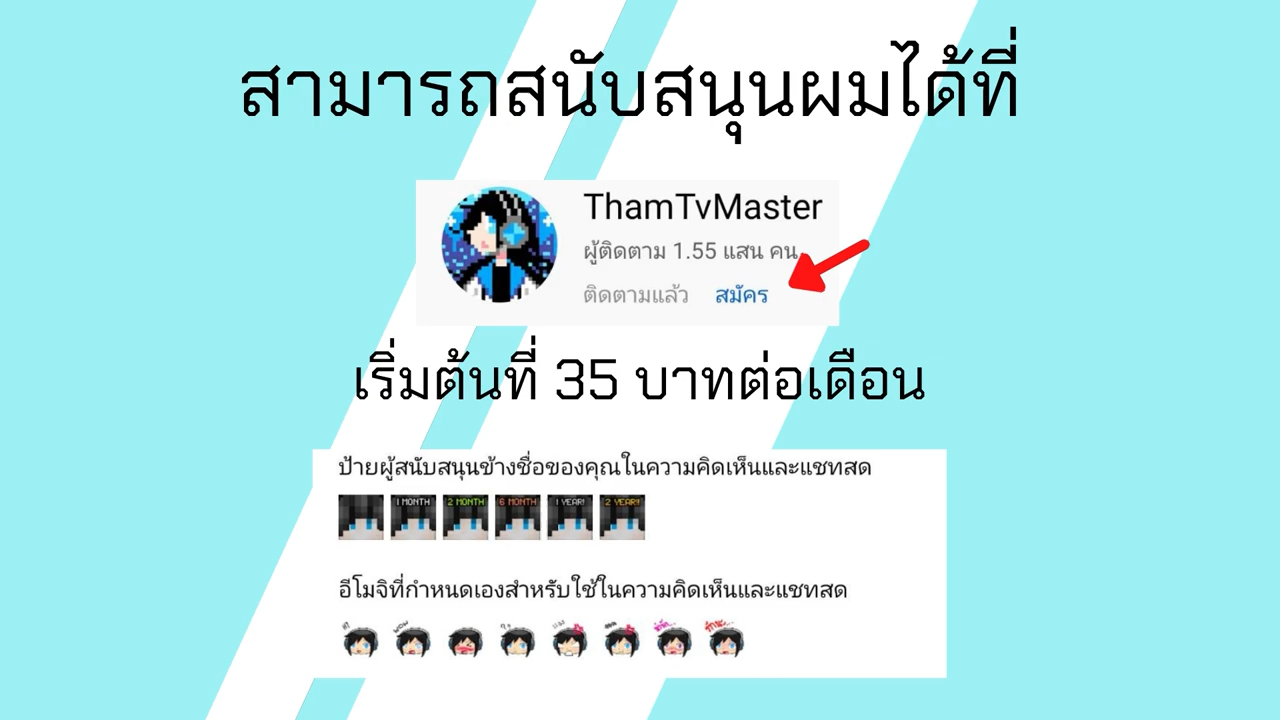 สามารถสนับสนุนผมได้ที่
ThamTvMaster
ผู้ติดตาม 1.55 แสน คน
ติดตามแล้ว สมัคร
เริ่มต้นที่ 35 บาทต่อเดือน
ป้ายผู้สนับสนุนข้างชื่อของคุณในความคิดเห็นและแชทสด
1 MONTH 2 MONTH 6 MONTH 1 YEAR! 2 YEAR!!
อีโมจิที่กำหนดเองสำหรับใช้ในความคิดเห็นและแชทสด
WOW